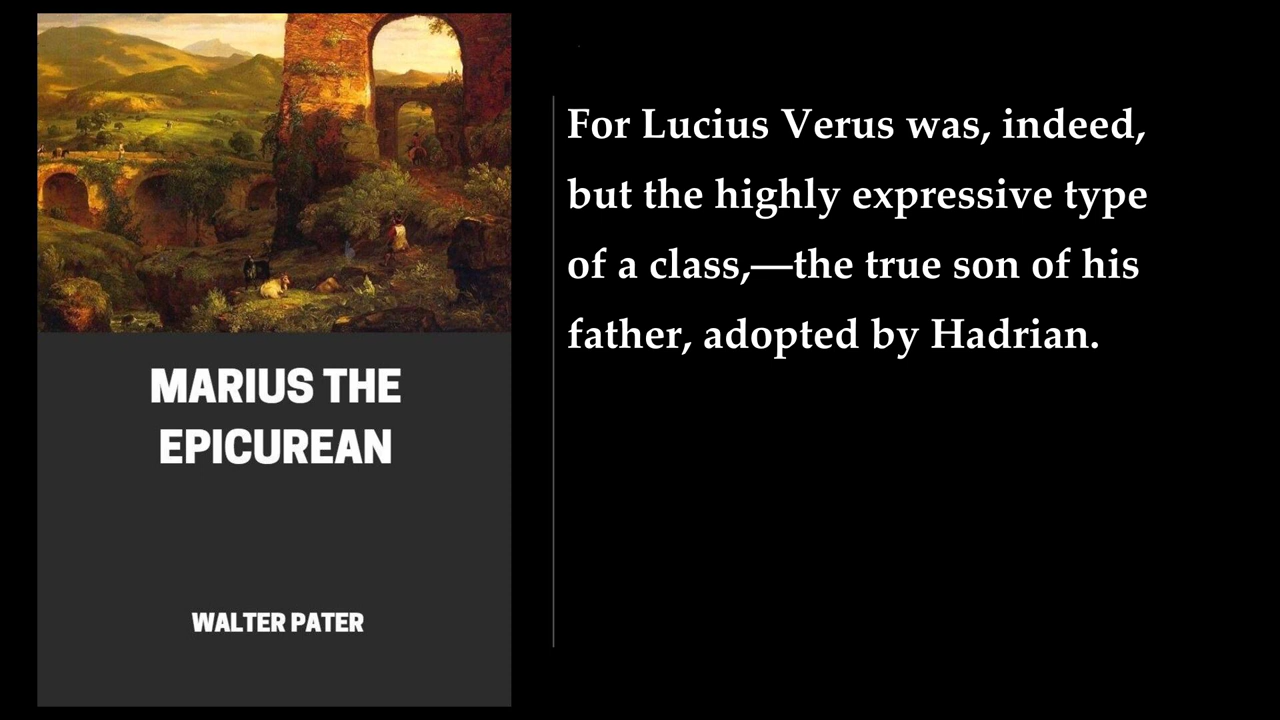 MARIUS THE
EPICUREAN
WALTER PATER
For Lucius Verus was, indeed,
but the highly expressive type
of a class,—the true son of his
father, adopted by Hadrian.